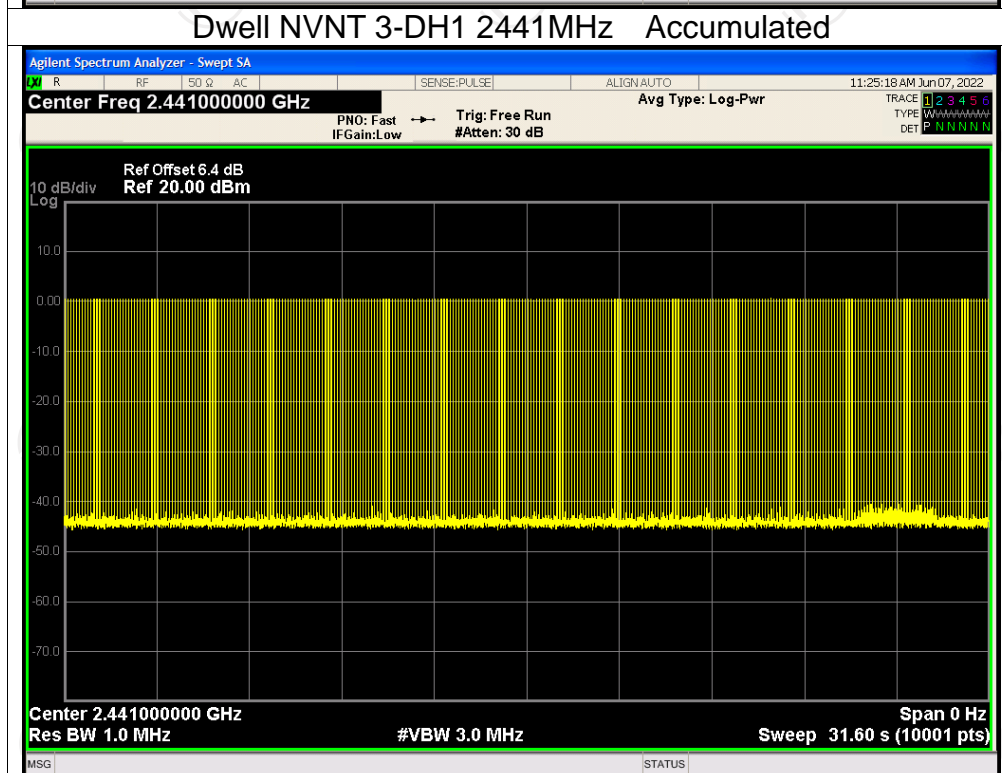 Dwell NVNT 3-DH1 2441MHz Accumulated
Agilent Spectrum Analyzer - Swept SA
LXI R RF 50 Ω AC SENSE:PULSE ALIGNAUTO 11:25:18 AM Jun 07, 2022
Center Freq 2.441000000 GHz Avg Type: Log-Pwr TRACE 1 2 3 4 5 6
PNO: Fast Trig: Free Run TYPE W
IFGain:Low #Atten: 30 dB DET P N N N N N
Ref Offset 6.4 dB
10 dB/div Ref 20.00 dBm
Log
10.0
0.00
-10.0
-20.0
-30.0
-40.0
-50.0
-60.0
-70.0
Center 2.441000000 GHz Span 0 Hz
Res BW 1.0 MHz #VBW 3.0 MHz Sweep 31.60 s (10001 pts)
MSG STATUS